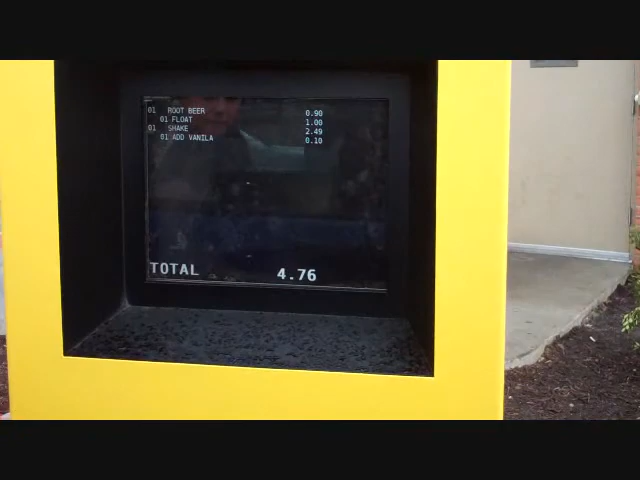 01 ROOT BEER 0.90
01 FLOAT 1.00
01 SHAKE 2.49
01 ADD VANILA 0.10
TOTAL 4.76